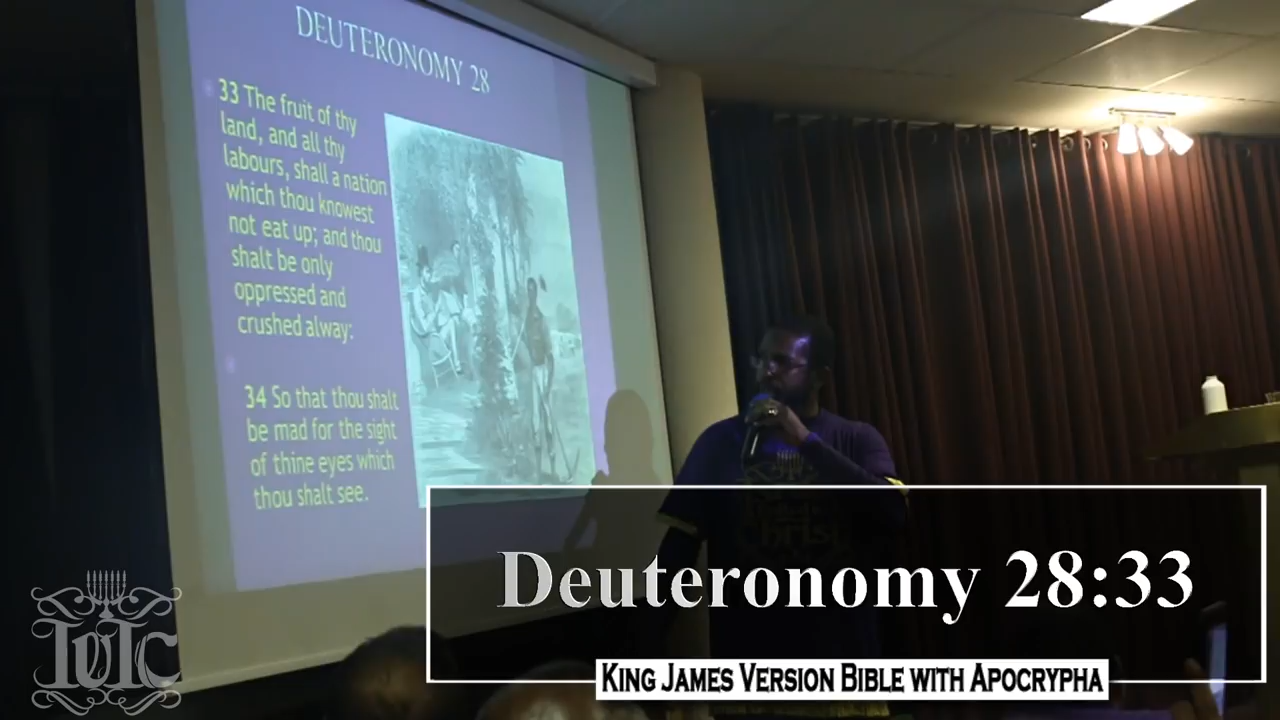 DEUTERONOMY 28
33 The fruit of thy
land, and all thy
labours, shall a nation
which thou knowest
not eat up; and thou
shalt be only
oppressed and
crushed alway:
34 So that thou shalt
be mad for the sight
of thine eyes which
thou shalt see.
Christ
Deuteronomy 28:33
KING JAMES VERSION BIBLE WITH APOCRYPHA
IUIC